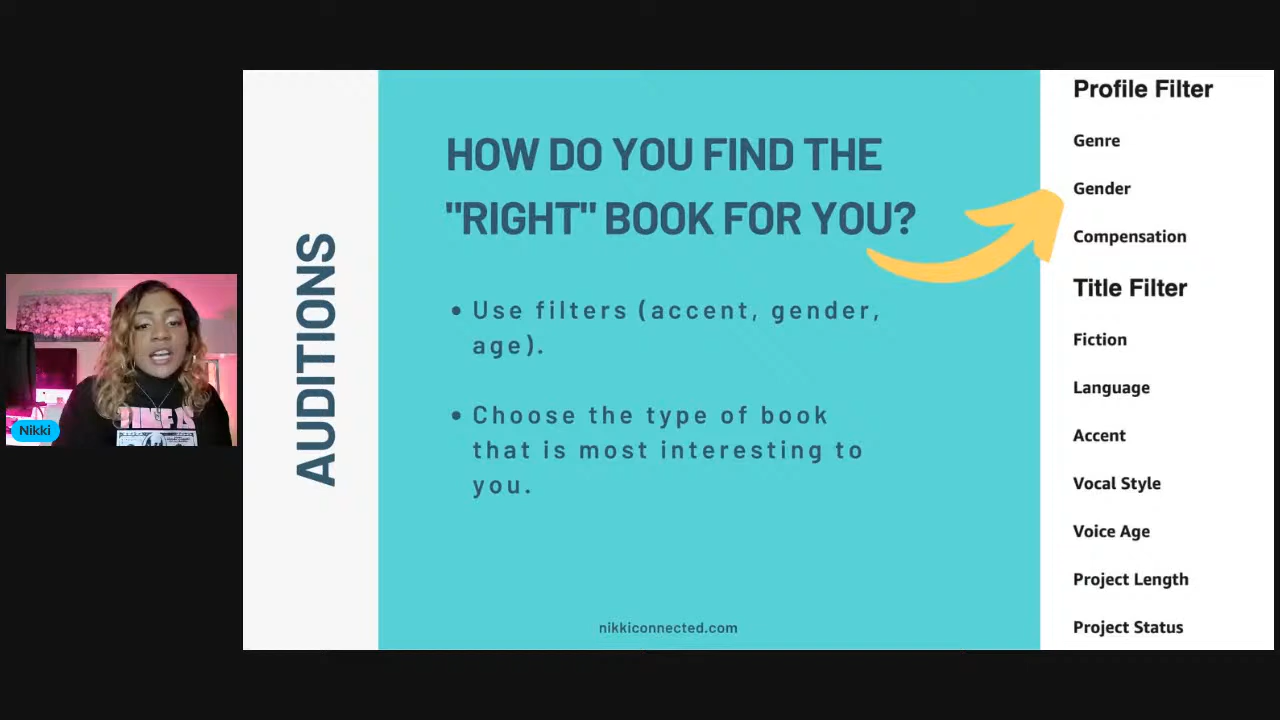 AUDITIONS
HOW DO YOU FIND THE
"RIGHT" BOOK FOR YOU?
• Use filters (accent, gender,
age).
• Choose the type of book
that is most interesting to
you.
nikkiconnected.com
Profile Filter
Genre
Gender
Compensation
Title Filter
Fiction
Language
Accent
Vocal Style
Voice Age
Project Length
Project Status
Nikki